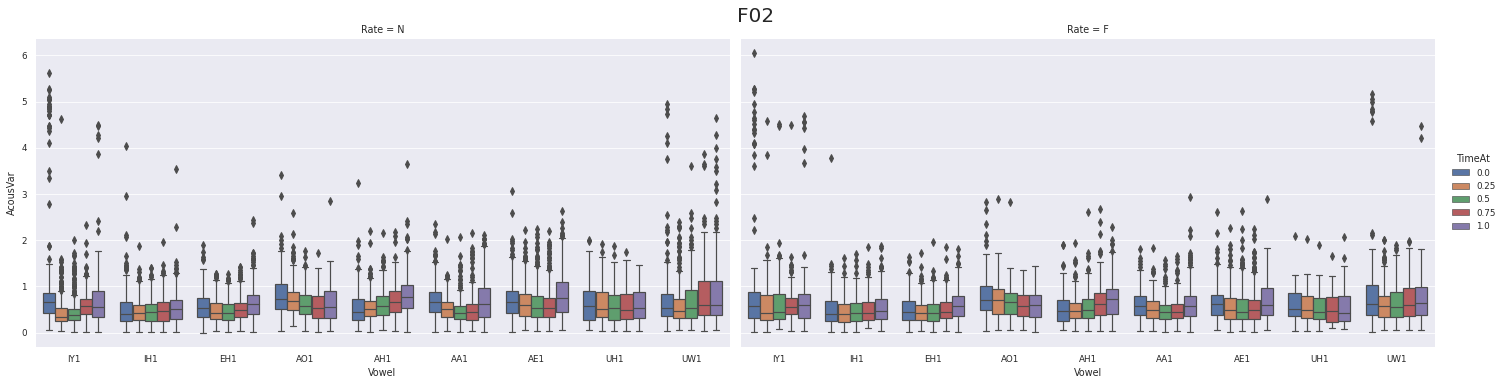 F02
Rate = N
Rate = F
AcousVar
6
5
4
3
2
1
0
IY1 IH1 EH1 AO1 AH1 AA1 AE1 UH1 UW1
Vowel
IY1 IH1 EH1 AO1 AH1 AA1 AE1 UH1 UW1
Vowel
TimeAt
0.0
0.25
0.5
0.75
1.0